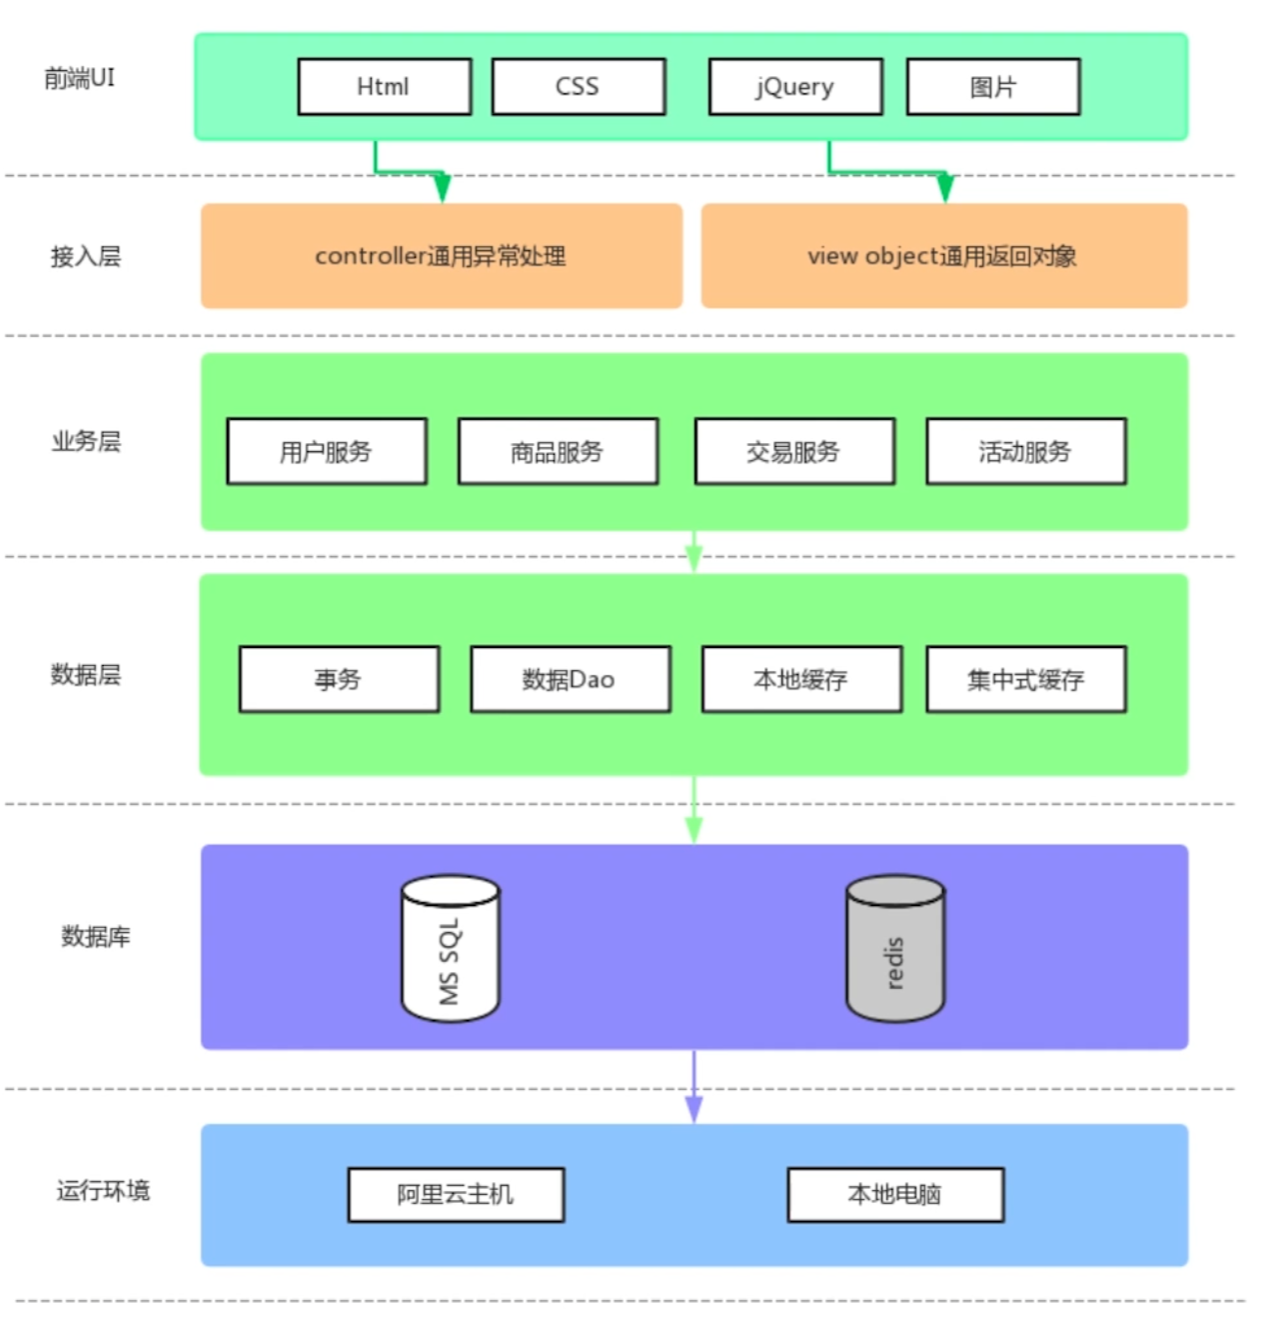 前端UI
Html
CSS
jQuery
图片
接入层
controller通用异常处理
view object通用返回对象
业务层
用户服务
商品服务
交易服务
活动服务
数据层
事务
数据Dao
本地缓存
集中式缓存
数据库
MS SQL
redis
运行环境
阿里云主机
本地电脑